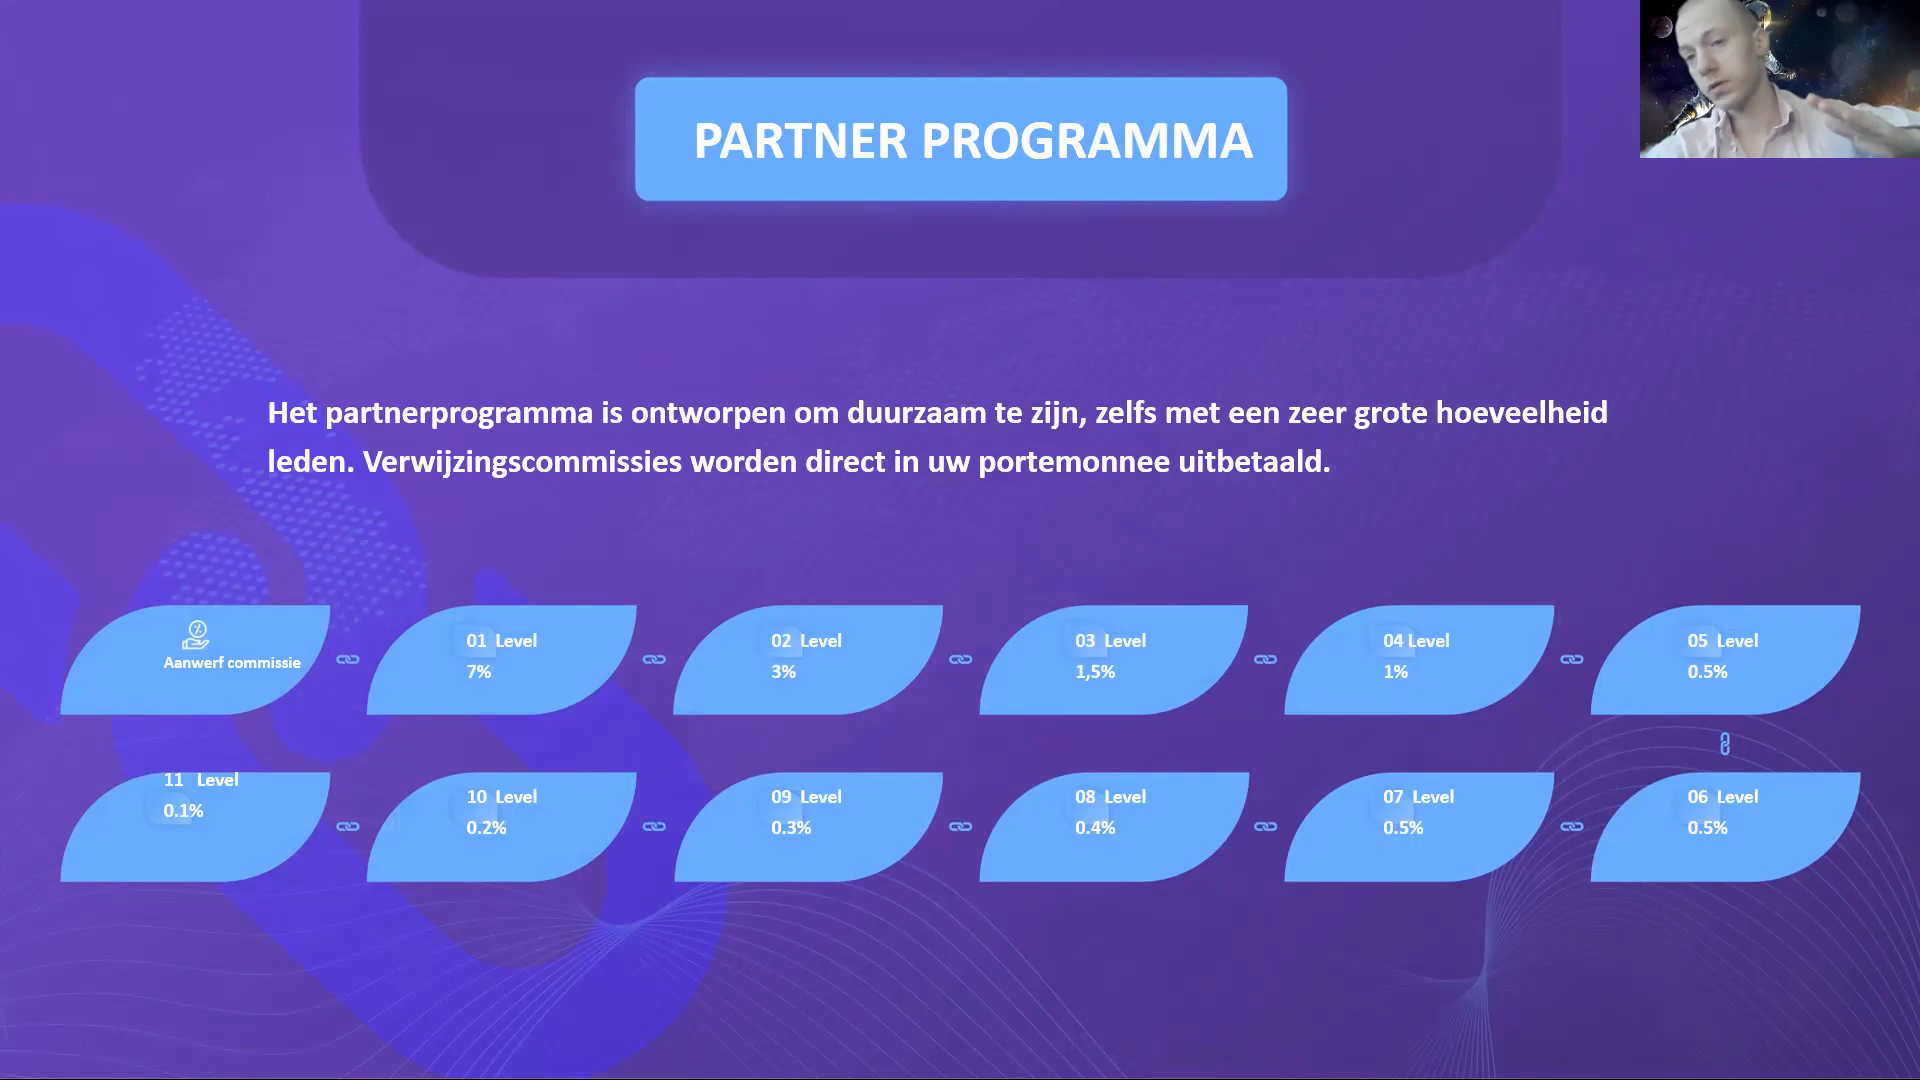 PARTNER PROGRAMMA
Het partnerprogramma is ontworpen om duurzaam te zijn, zelfs met een zeer grote hoeveelheid
leden. Verwijzingscommissies worden direct in uw portemonnee uitbetaald.
Aanwerf commissie
01 Level
7%
02 Level
3%
03 Level
1,5%
04 Level
1%
05 Level
0.5%
11 Level
0.1%
10 Level
0.2%
09 Level
0.3%
08 Level
0.4%
07 Level
0.5%
06 Level
0.5%